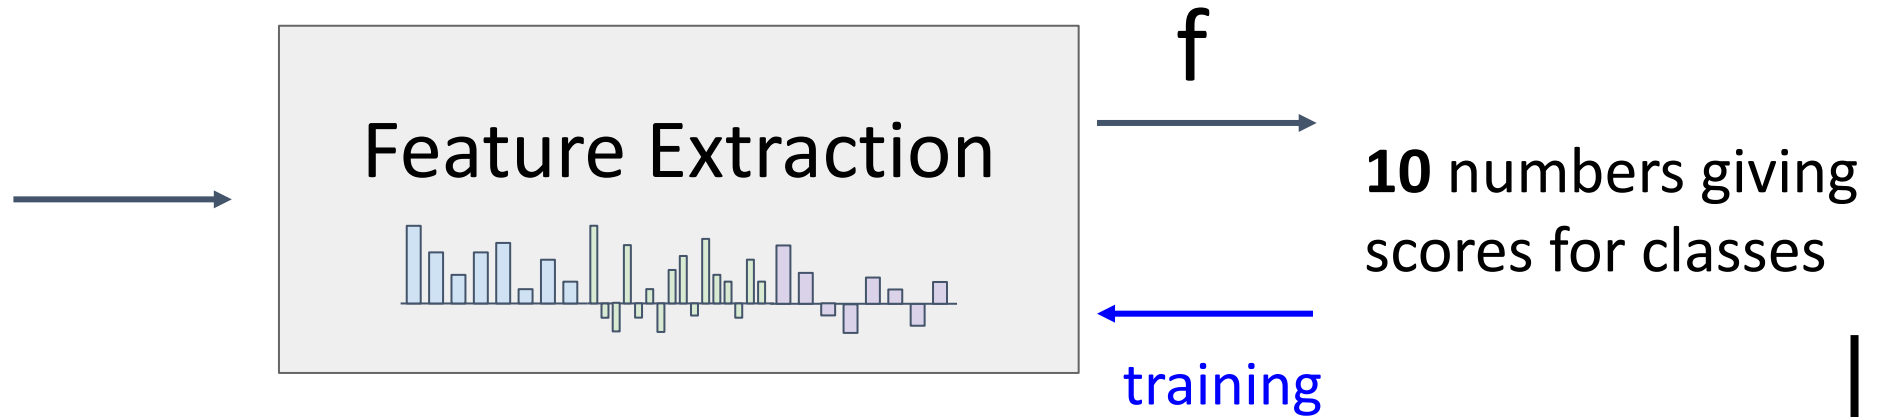 f
Feature Extraction
10 numbers giving
scores for classes
training